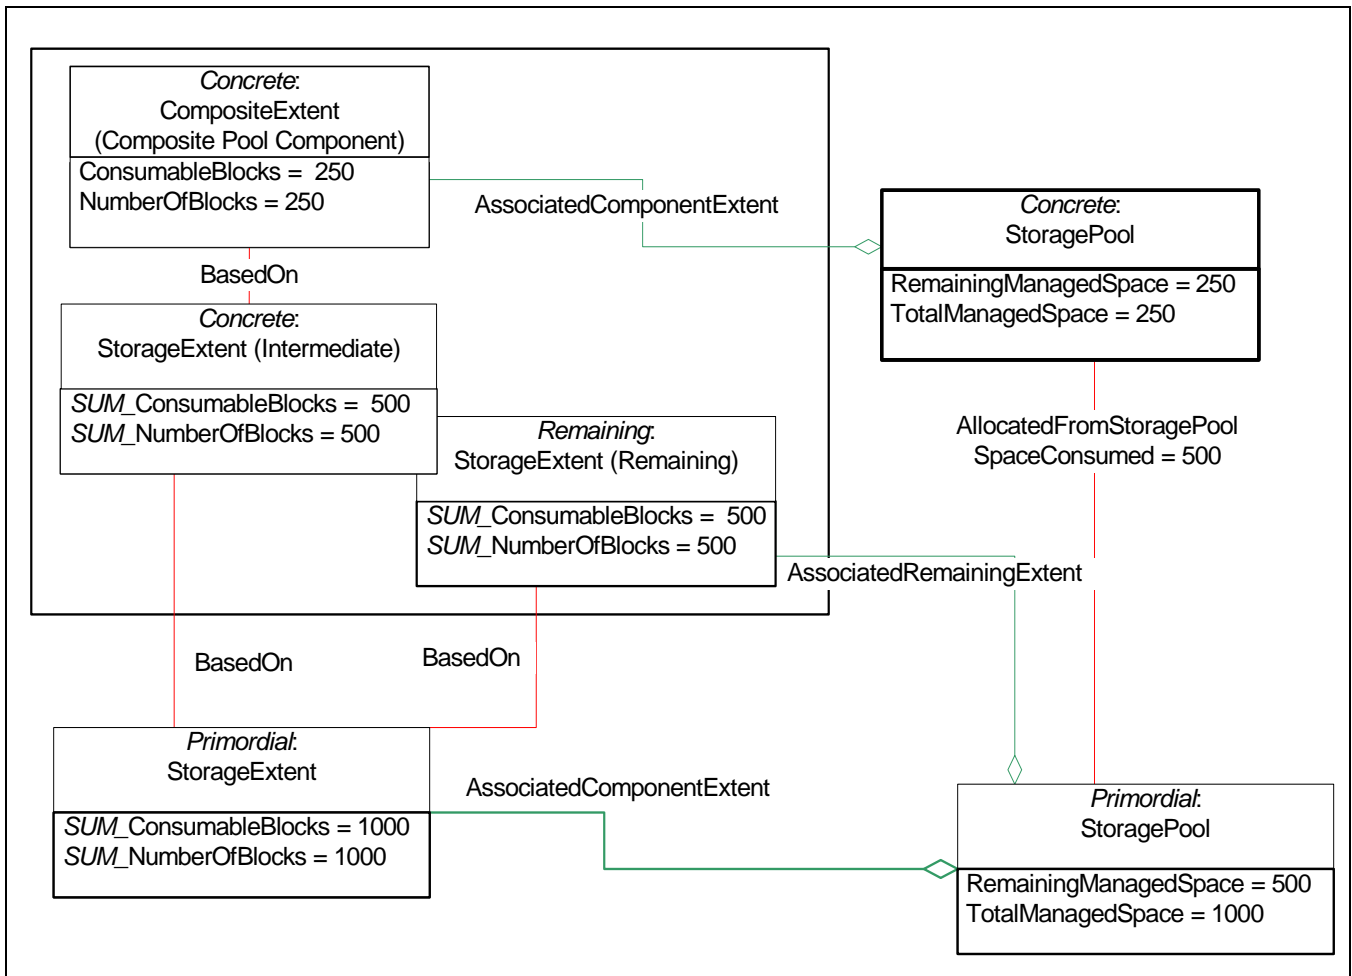 Concrete:
CompositeExtent
(Composite Pool Component)
ConsumableBlocks = 250
NumberOfBlocks = 250
AssociatedComponentExtent
Concrete:
StoragePool
RemainingManagedSpace = 250
TotalManagedSpace = 250
BasedOn
Concrete:
StorageExtent (Intermediate)
SUM_ConsumableBlocks = 500
SUM_NumberOfBlocks = 500
Remaining:
StorageExtent (Remaining)
SUM_ConsumableBlocks = 500
SUM_NumberOfBlocks = 500
AllocatedFromStoragePool
SpaceConsumed = 500
AssociatedRemainingExtent
BasedOn
BasedOn
Primordial:
StorageExtent
SUM_ConsumableBlocks = 1000
SUM_NumberOfBlocks = 1000
AssociatedComponentExtent
Primordial:
StoragePool
RemainingManagedSpace = 500
TotalManagedSpace = 1000